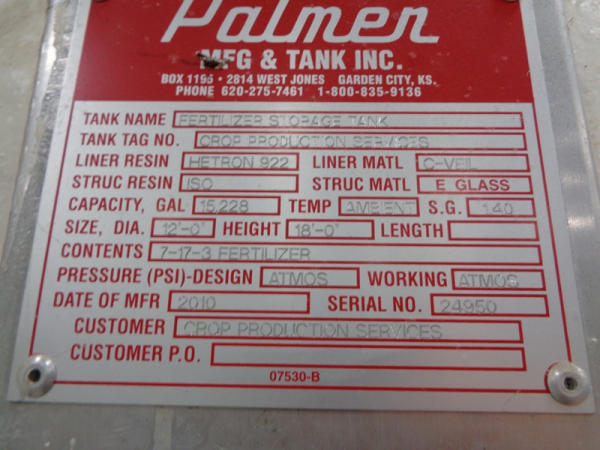 Palmer
MFG & TANK INC.
BOX 1196 • 2814 WEST JONES GARDEN CITY, KS.
PHONE 620-275-7461 1-800-835-9136
TANK NAME FERTILIZER STORAGE TANK
TANK TAG NO. CROP PRODUCTION SERVICES
LINER RESIN HETRON 922 LINER MATL C-VEIL
STRUC RESIN ISO STRUC MATL E GLASS
CAPACITY, GAL 15,228 TEMP AMBIENT S.G. 1.40
SIZE, DIA. 12'-0" HEIGHT 18'-0" LENGTH
CONTENTS 7-17-3 FERTILIZER
PRESSURE (PSI)-DESIGN ATMOS WORKING ATMOS
DATE OF MFR 2010 SERIAL NO. 24950
CUSTOMER CROP PRODUCTION SERVICES
CUSTOMER P.O.
07530-B